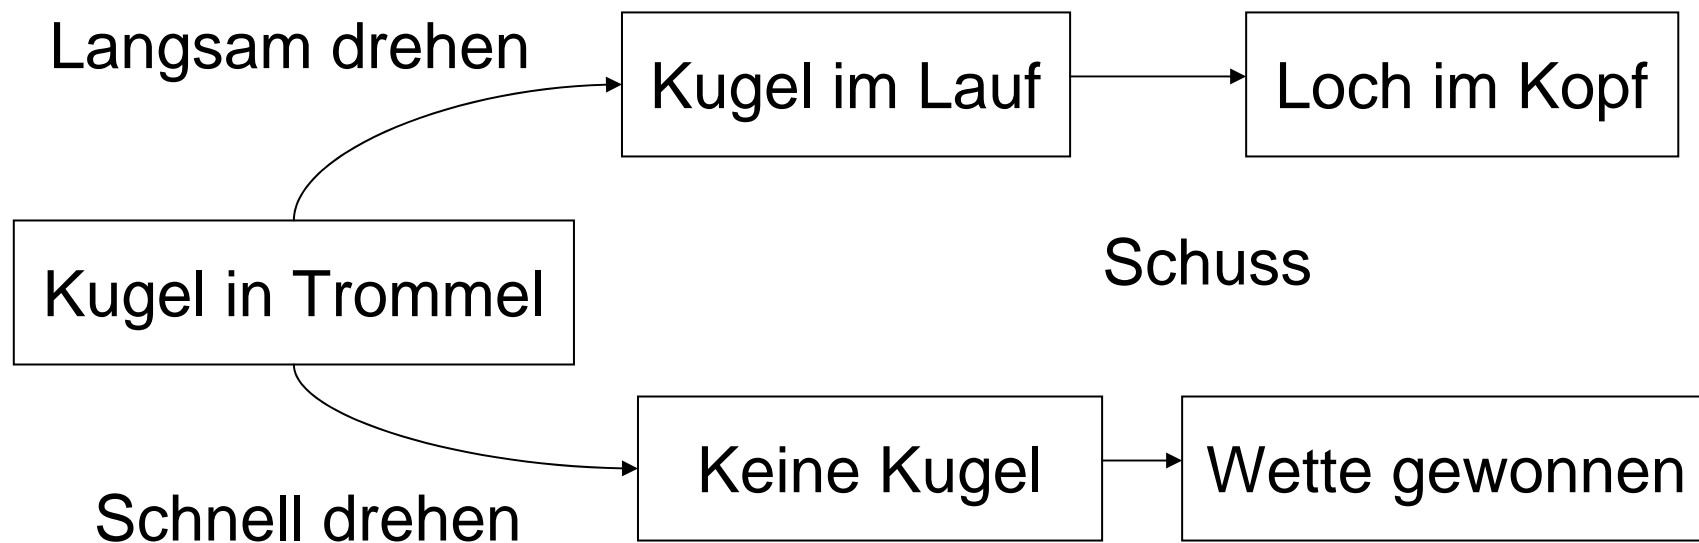 Langsam drehen
Kugel im Lauf
Loch im Kopf
Kugel in Trommel
Schuss
Keine Kugel
Wette gewonnen
Schnell drehen